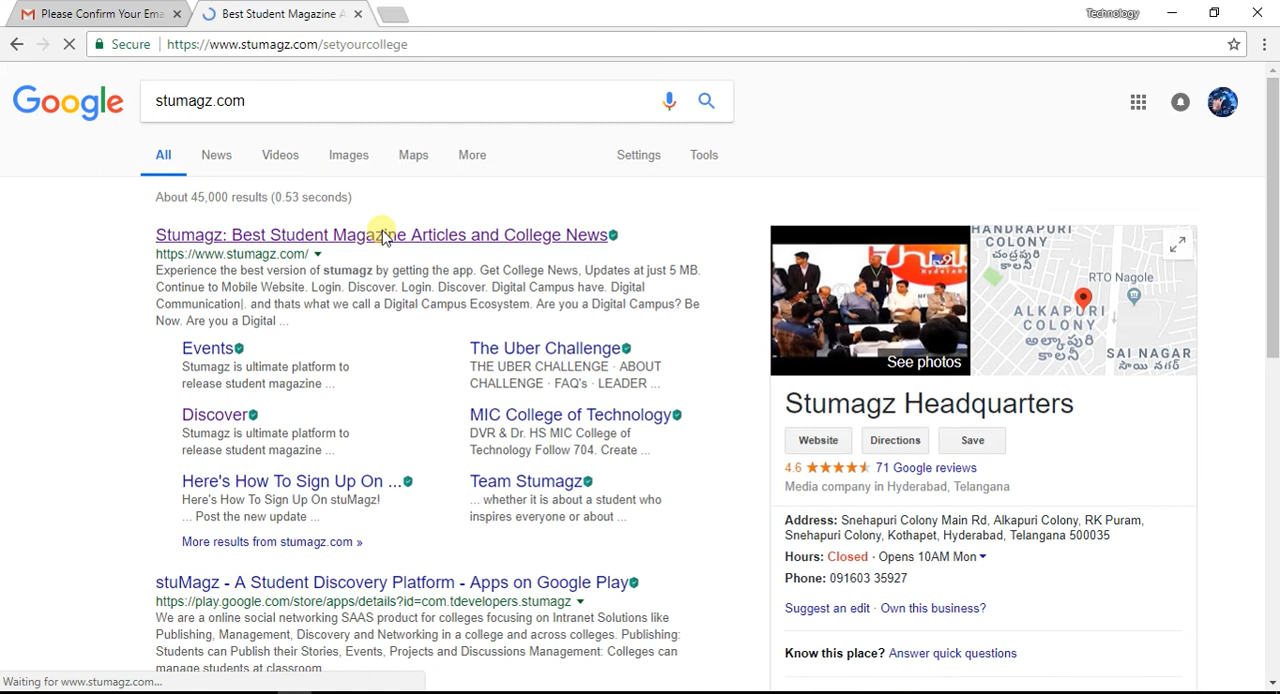 Please Confirm Your Ema
Best Student Magazine A
Technology
Secure
https://www.stumagz.com/setyourcollege
Google
stumagz.com
All
News
Videos
Images
Maps
More
Settings
Tools
About 45,000 results (0.53 seconds)
Stumagz: Best Student Magazine Articles and College News
https://www.stumagz.com/
Experience the best version of stumagz by getting the app. Get College News, Updates at just 5 MB.
Continue to Mobile Website. Login. Discover. Login. Discover. Digital Campus have. Digital
Communication|. and thats what we call a Digital Campus Ecosystem. Are you a Digital Campus? Be
Now. Are you a Digital ...
Events
Stumagz is ultimate platform to
release student magazine ...
The Uber Challenge
THE UBER CHALLENGE · ABOUT
CHALLENGE · FAQ's · LEADER ...
Discover
Stumagz is ultimate platform to
release student magazine ...
MIC College of Technology
DVR & Dr. HS MIC College of
Technology Follow 704. Create ...
Here's How To Sign Up On ...
Here's How To Sign Up On stuMagz!
... Post the new update ...
Team Stumagz
... whether it is about a student who
inspires everyone or about ...
More results from stumagz.com »
stuMagz - A Student Discovery Platform - Apps on Google Play
https://play.google.com/store/apps/details?id=com.tdevelopers.stumagz
We are a online social networking SAAS product for colleges focusing on Intranet Solutions like
Publishing, Management, Discovery and Networking in a college and across colleges. Publishing:
Students can Publish their Stories, Events, Projects and Discussions Management: Colleges can
manage students at classroom
Waiting for www.stumagz.com...
See photos
HANDRAPURI
COLONY
చంద్రపురి
కాలనీ
RTO Nagole
ALKAPURI
COLONY
అల్కాపురి
కాలనీ
SAI NAGAR
సాయి నగర్
Stumagz Headquarters
Website
Directions
Save
4.6
71 Google reviews
Media company in Hyderabad, Telangana
Address: Snehapuri Colony Main Rd, Alkapuri Colony, RK Puram,
Snehapuri Colony, Kothapet, Hyderabad, Telangana 500035
Hours: Closed · Opens 10AM Mon
Phone: 091603 35927
Suggest an edit · Own this business?
Know this place? Answer quick questions